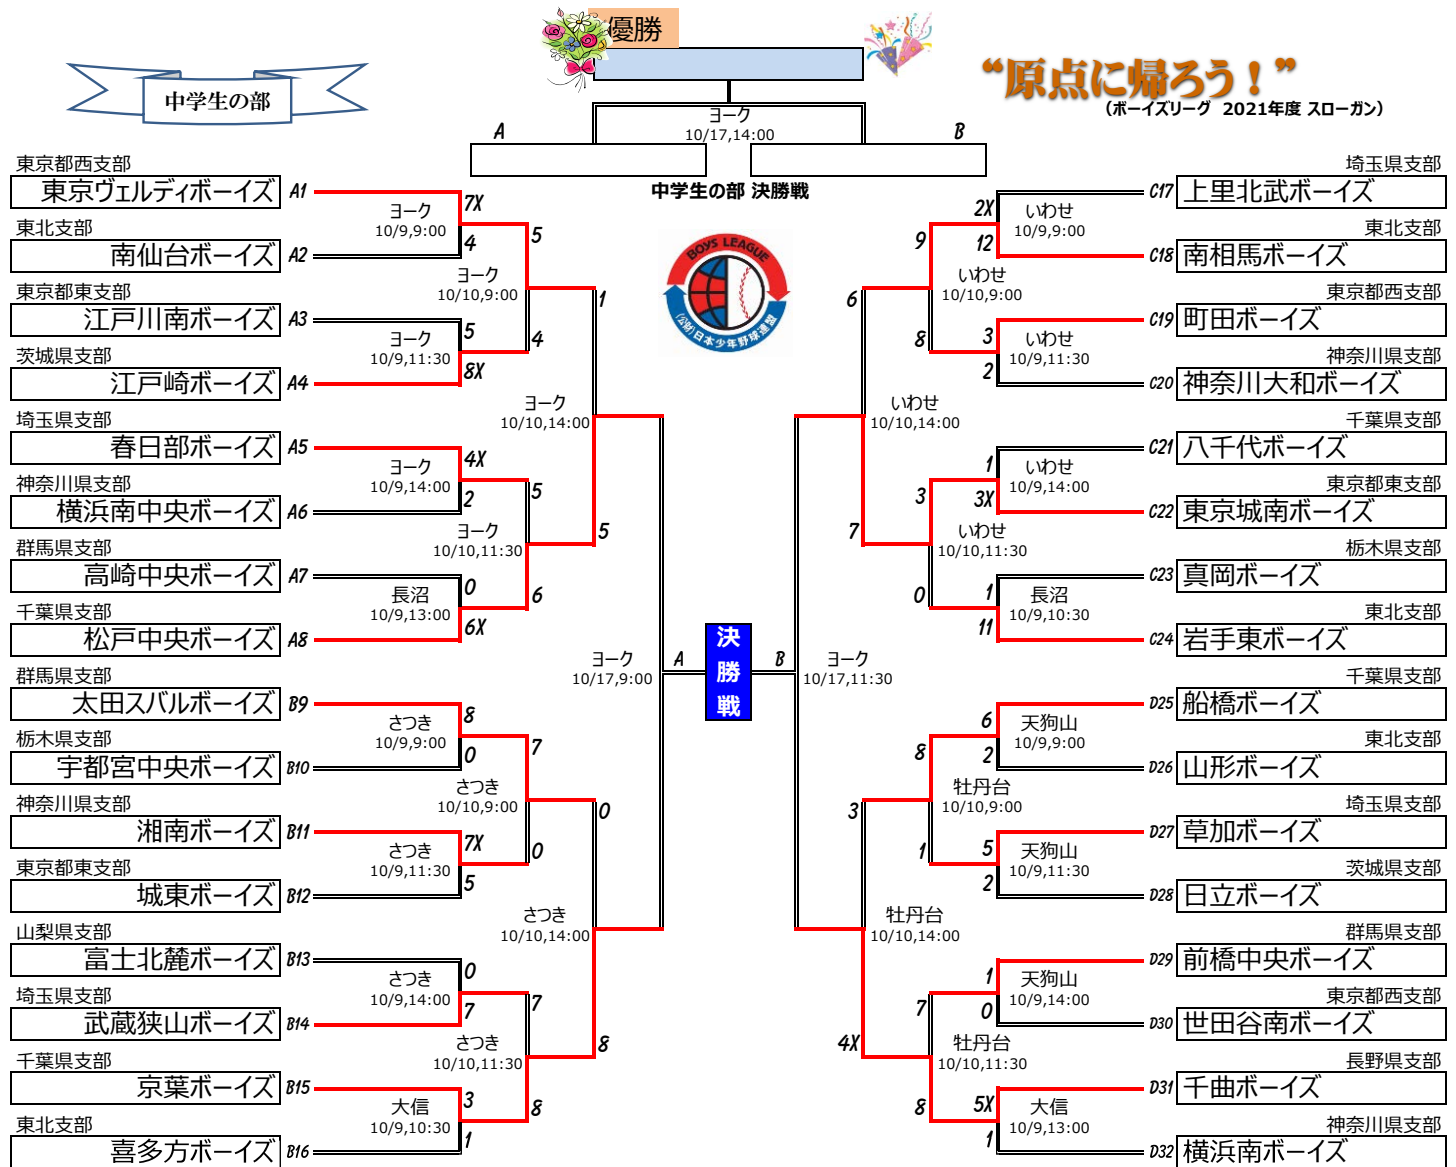 優勝
中学生の部
“原点に帰ろう！”
（ボーイズリーグ 2021年度 スローガン）
ヨーク
10/17,14:00
A
B
中学生の部 決勝戦
BOYS LEAGUE
(公財)日本少年野球連盟
東京都西支部
東京ヴェルディボーイズ A1
7X
ヨーク
10/9,9:00
東北支部
4
南仙台ボーイズ A2
5
ヨーク
10/10,9:00
東京都東支部
江戸川南ボーイズ A3
5
ヨーク
10/9,11:30
4
茨城県支部
8X
江戸崎ボーイズ A4
1
ヨーク
10/10,14:00
埼玉県支部
春日部ボーイズ A5
4X
ヨーク
10/9,14:00
神奈川県支部
2
横浜南中央ボーイズ A6
5
ヨーク
10/10,11:30
5
群馬県支部
高崎中央ボーイズ A7
0
長沼
10/9,13:00
6
千葉県支部
6X
松戸中央ボーイズ A8
ヨーク
10/17,9:00
A
決勝戦
B
ヨーク
10/17,11:30
群馬県支部
太田スバルボーイズ B9
8
さつき
10/9,9:00
栃木県支部
0
宇都宮中央ボーイズ B10
7
さつき
10/10,9:00
0
神奈川県支部
湘南ボーイズ B11
7X
さつき
10/9,11:30
0
東京都東支部
5
城東ボーイズ B12
さつき
10/10,14:00
山梨県支部
富士北麓ボーイズ B13
0
さつき
10/9,14:00
埼玉県支部
7
武蔵狭山ボーイズ B14
7
さつき
10/10,11:30
8
千葉県支部
京葉ボーイズ B15
3
大信
10/9,10:30
8
東北支部
1
喜多方ボーイズ B16
埼玉県支部
C17 上里北武ボーイズ
2X
いわせ
10/9,9:00
東北支部
12
C18 南相馬ボーイズ
9
いわせ
10/10,9:00
6
東京都西支部
C19 町田ボーイズ
3
いわせ
10/9,11:30
8
神奈川県支部
2
C20 神奈川大和ボーイズ
いわせ
10/10,14:00
千葉県支部
C21 八千代ボーイズ
1
いわせ
10/9,14:00
東京都東支部
3X
C22 東京城南ボーイズ
3
いわせ
10/10,11:30
7
栃木県支部
C23 真岡ボーイズ
1
長沼
10/9,10:30
0
東北支部
11
C24 岩手東ボーイズ
千葉県支部
D25 船橋ボーイズ
6
天狗山
10/9,9:00
東北支部
2
D26 山形ボーイズ
8
牡丹台
10/10,9:00
3
埼玉県支部
D27 草加ボーイズ
5
天狗山
10/9,11:30
1
茨城県支部
2
D28 日立ボーイズ
牡丹台
10/10,14:00
群馬県支部
D29 前橋中央ボーイズ
1
天狗山
10/9,14:00
東京都西支部
0
D30 世田谷南ボーイズ
7
牡丹台
10/10,11:30
4X
長野県支部
D31 千曲ボーイズ
5X
大信
10/9,13:00
8
神奈川県支部
1
D32 横浜南ボーイズ